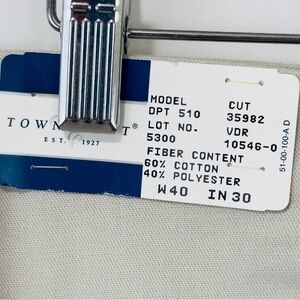 TOWN
EST. 1927
MODEL CUT
DPT 510 35982
LOT NO. VDR
5300 10546-0
FIBER CONTENT
60% COTTON
40% POLYESTER
W40 IN30
51-00-100-A D